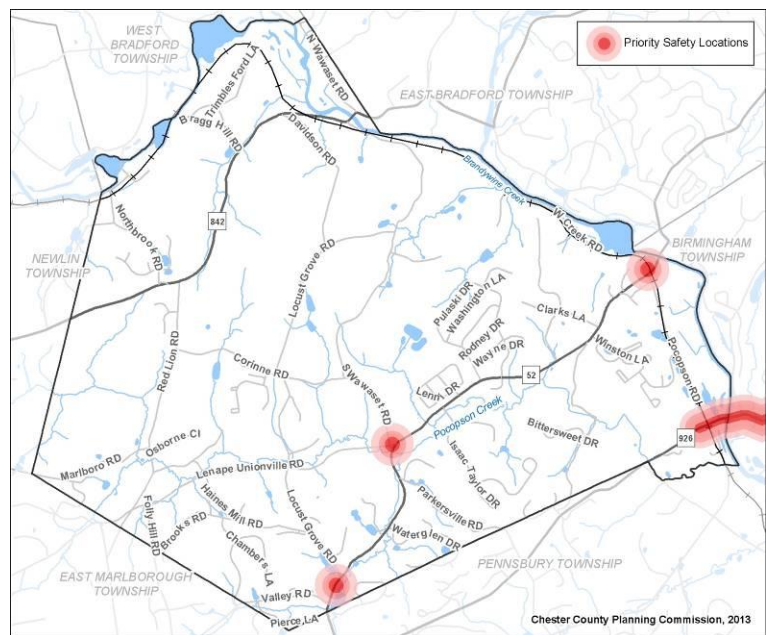 WEST
BRADFORD
TOWNSHIP
Priority Safety Locations
N Wawaset RD
Trimbles Ford LA
EAST BRADFORD TOWNSHIP
Bragg Hill RD
Davidson RD
Brandywine Creek
Northbrook RD
842
W Creek RD
BIRMINGHAM
TOWNSHIP
NEWLIN
TOWNSHIP
Locust Grove RD
Pulaski DR
Washington LA
Clarks LA
Red Lion RD
Rodney DR
Wayne DR
Winston LA
Pocopson RD
Corinne RD
S Wawaset RD
Lenni DR
52
Pocopson Creek
Bittersweet DR
926
Osborne CI
Marlboro RD
Lenape Unionville RD
Isaac Taylor DR
Folly Hill RD
Brooks RD
Haines Mill RD
Locust Grove RD
Parkersville RD
Chambers LA
Waterglen DR
EAST MARLBOROUGH
TOWNSHIP
PENNSBURY TOWNSHIP
Valley RD
Pierce LA
Chester County Planning Commission, 2013